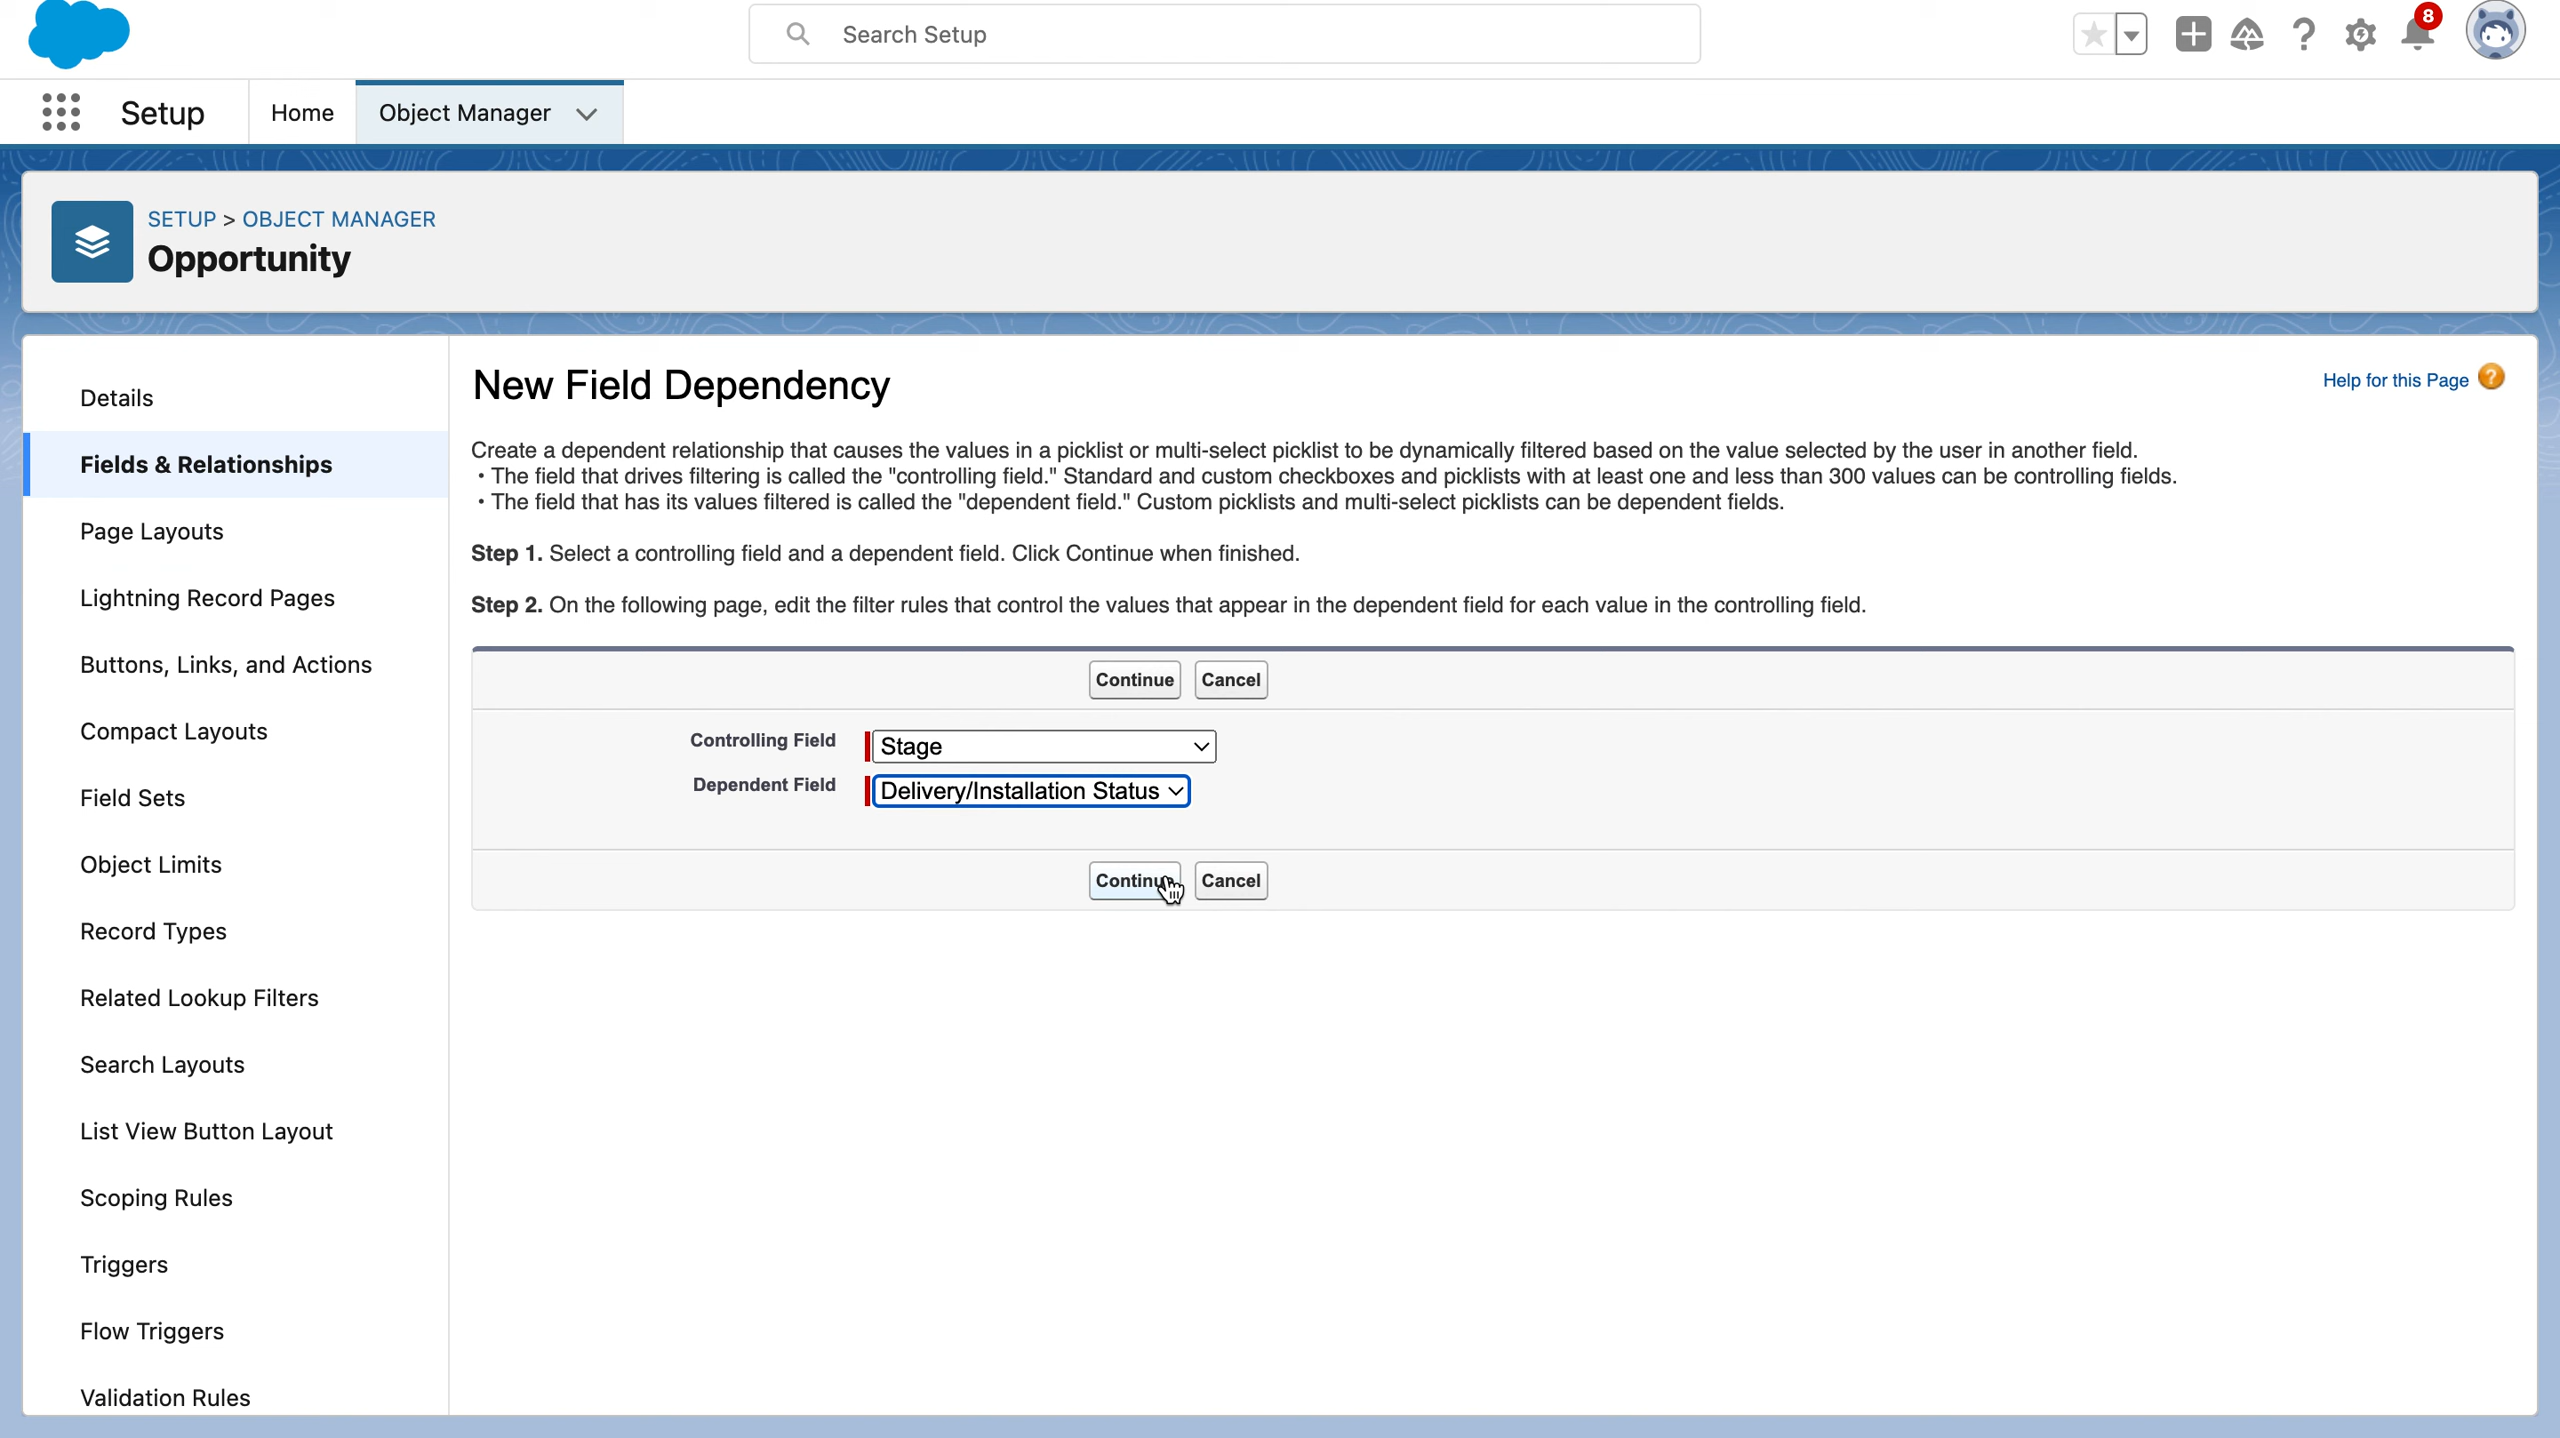 Search Setup
8
Setup
Home
Object Manager
SETUP > OBJECT MANAGER
Opportunity
Details
Fields & Relationships
Page Layouts
Lightning Record Pages
Buttons, Links, and Actions
Compact Layouts
Field Sets
Object Limits
Record Types
Related Lookup Filters
Search Layouts
List View Button Layout
Scoping Rules
Triggers
Flow Triggers
Validation Rules
New Field Dependency
Help for this Page ?
Create a dependent relationship that causes the values in a picklist or multi-select picklist to be dynamically filtered based on the value selected by the user in another field.
• The field that drives filtering is called the "controlling field." Standard and custom checkboxes and picklists with at least one and less than 300 values can be controlling fields.
• The field that has its values filtered is called the "dependent field." Custom picklists and multi-select picklists can be dependent fields.
Step 1. Select a controlling field and a dependent field. Click Continue when finished.
Step 2. On the following page, edit the filter rules that control the values that appear in the dependent field for each value in the controlling field.
Continue Cancel
Controlling Field Stage
Dependent Field Delivery/Installation Status
Continue Cancel